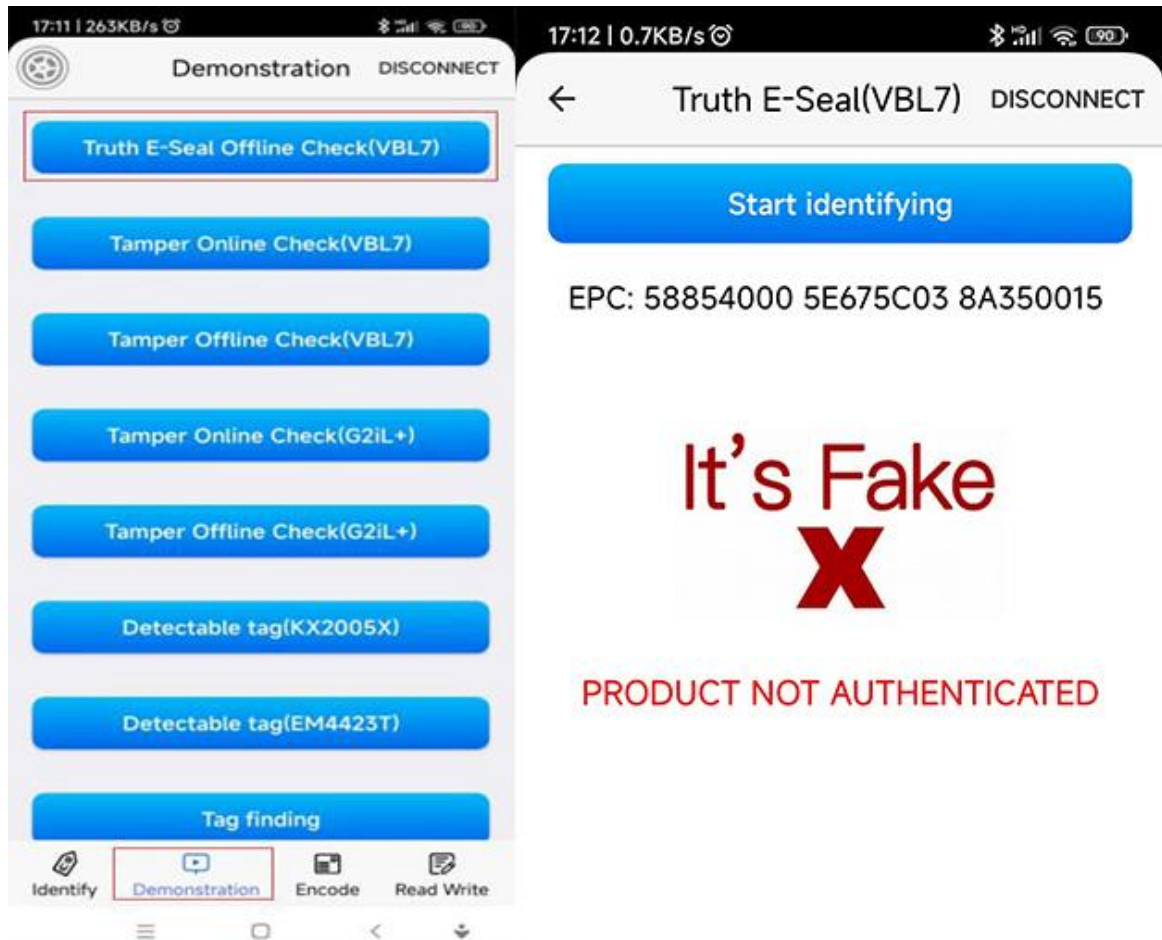 17:11 | 263KB/s
Demonstration DISCONNECT
Truth E-Seal Offline Check(VBL7)
Tamper Online Check(VBL7)
Tamper Offline Check(VBL7)
Tamper Online Check(G2iL+)
Tamper Offline Check(G2iL+)
Detectable tag(KX2005X)
Detectable tag(EM4423T)
Tag finding
Identify Demonstration Encode Read Write
17:12 | 0.7KB/s 90
Truth E-Seal(VBL7) DISCONNECT
Start identifying
EPC: 58854000 5E675C03 8A350015
It’s Fake
X
PRODUCT NOT AUTHENTICATED